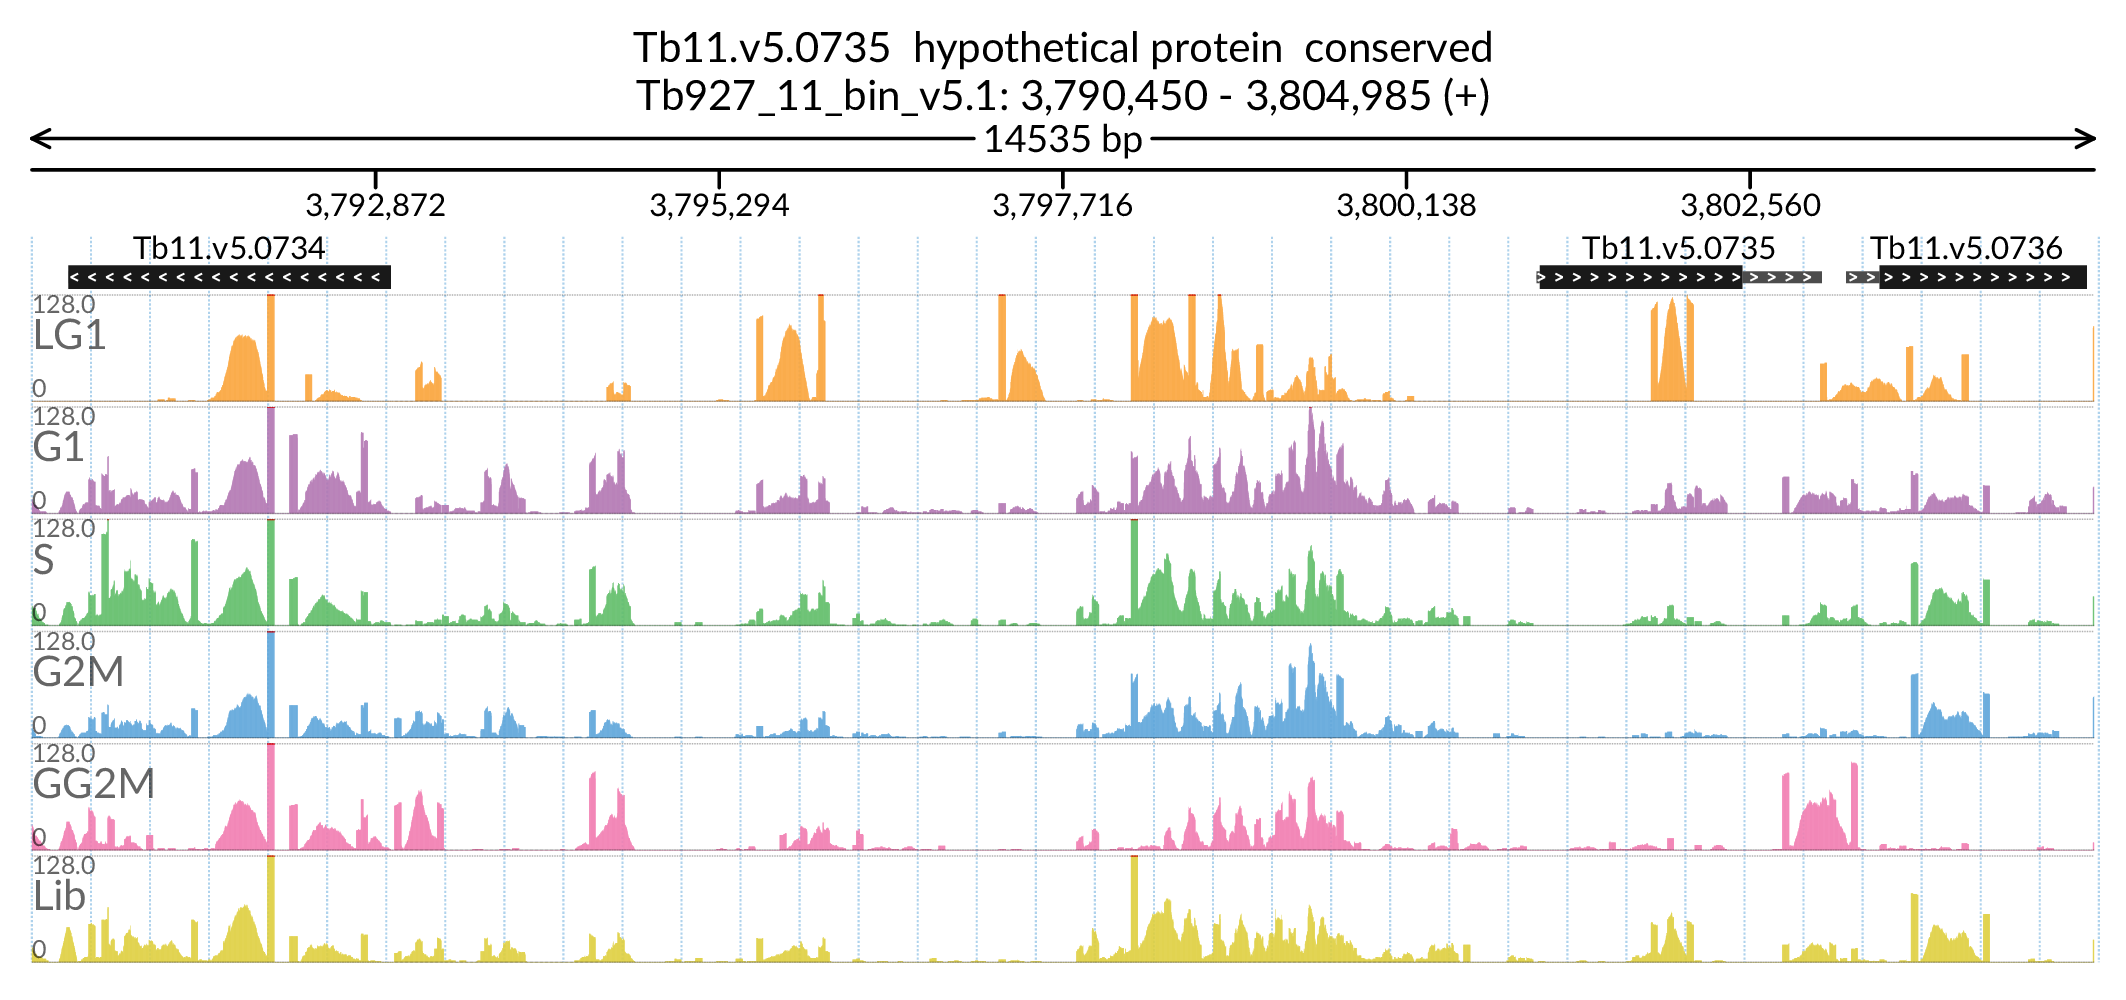 Tb11.v5.0735 hypothetical protein conserved
Tb927_11_bin_v5.1: 3,790,450 - 3,804,985 (+)
14535 bp
3,792,872 3,795,294 3,797,716 3,800,138 3,802,560
Tb11.v5.0734 Tb11.v5.0735 Tb11.v5.0736
128.0
LG1
0
128.0
G1
0
128.0
S
0
128.0
G2M
0
128.0
GG2M
0
128.0
Lib
0